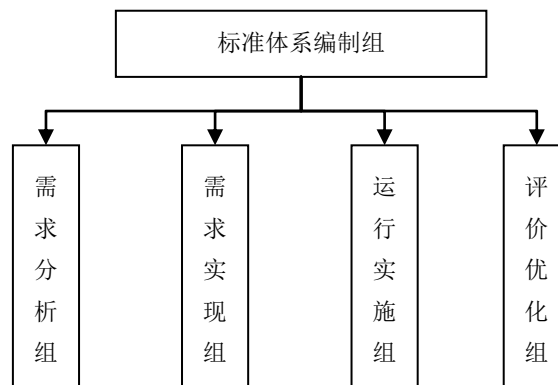 标准体系编制组
需求分析组
需求实现组
运行实施组
评价优化组